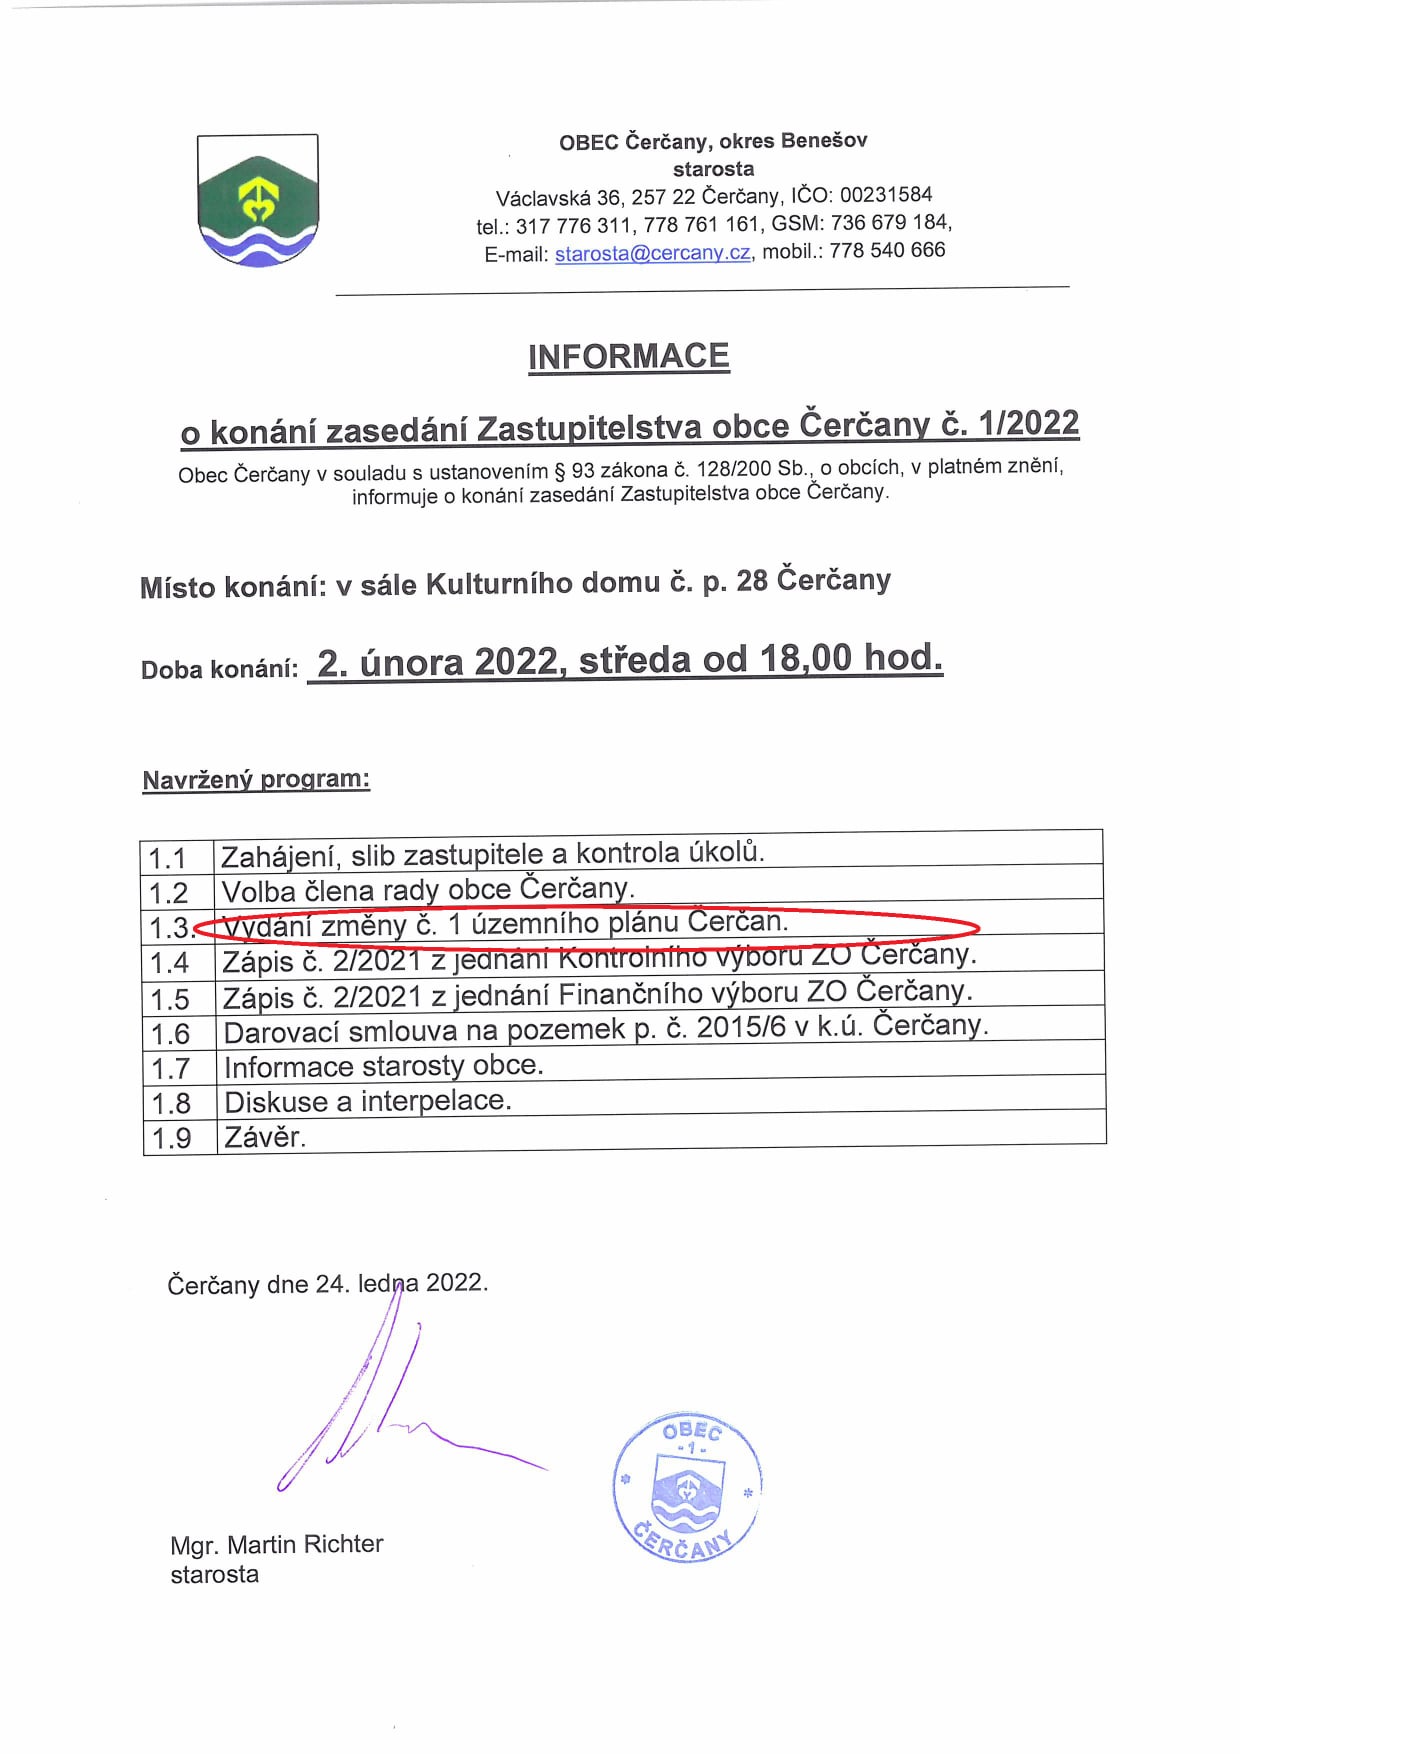 OBEC Čerčany, okres Benešov
starosta
Václavská 36, 257 22 Čerčany, IČO: 00231584
tel.: 317 776 311, 778 761 161, GSM: 736 679 184,
E-mail: starosta@cercany.cz, mobil.: 778 540 666
INFORMACE
o konání zasedání Zastupitelstva obce Čerčany č. 1/2022
Obec Čerčany v souladu s ustanovením § 93 zákona č. 128/200 Sb., o obcích, v platném znění,
informuje o konání zasedání Zastupitelstva obce Čerčany.
Místo konání: v sále Kulturního domu č. p. 28 Čerčany
Doba konání: 2. února 2022, středa od 18,00 hod.
Navržený program:
1.1 Zahájení, slib zastupitele a kontrola úkolů.
1.2 Volba člena rady obce Čerčany.
1.3. Vydání změny č. 1 územního plánu Čerčan.
1.4 Zápis č. 2/2021 z jednání Kontrolního výboru ZO Čerčany.
1.5 Zápis č. 2/2021 z jednání Finančního výboru ZO Čerčany.
1.6 Darovací smlouva na pozemek p. č. 2015/6 v k.ú. Čerčany.
1.7 Informace starosty obce.
1.8 Diskuse a interpelace.
1.9 Závěr.
Čerčany dne 24. ledna 2022.
OBEC
- 1 -
* *
ČERČANY
Mgr. Martin Richter
starosta